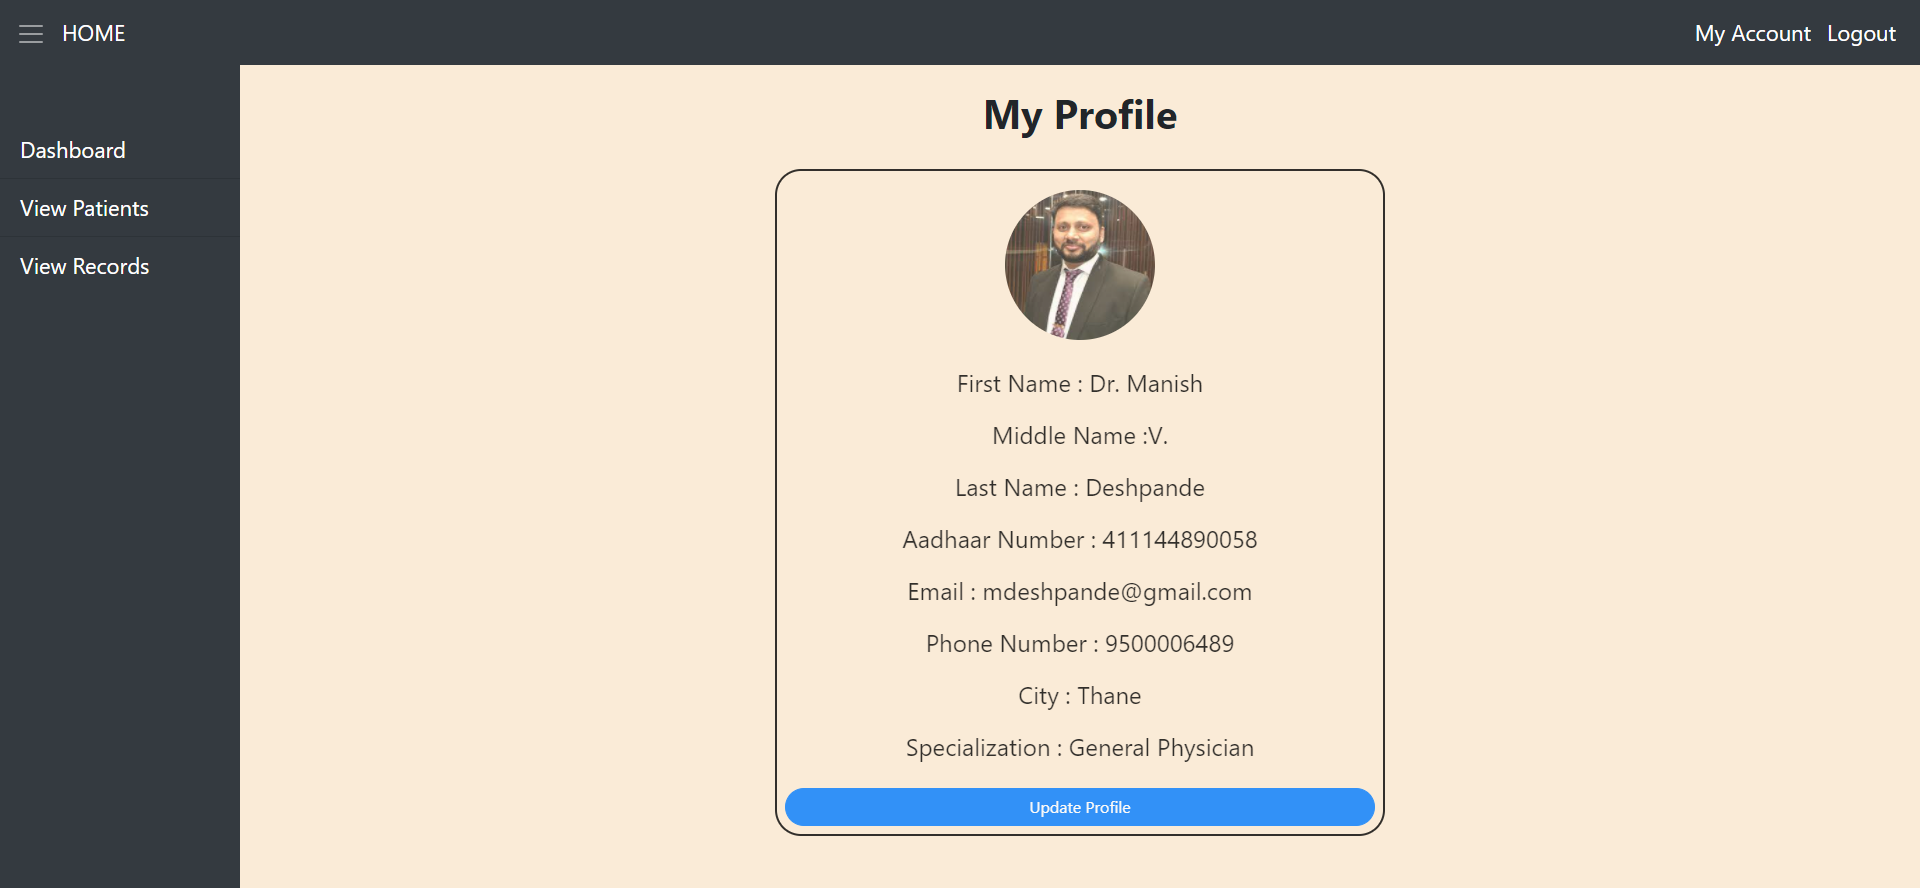 HOME
My Account Logout
Dashboard
View Patients
View Records
My Profile
First Name : Dr. Manish
Middle Name :V.
Last Name : Deshpande
Aadhaar Number : 411144890058
Email : mdeshpande@gmail.com
Phone Number : 9500006489
City : Thane
Specialization : General Physician
Update Profile